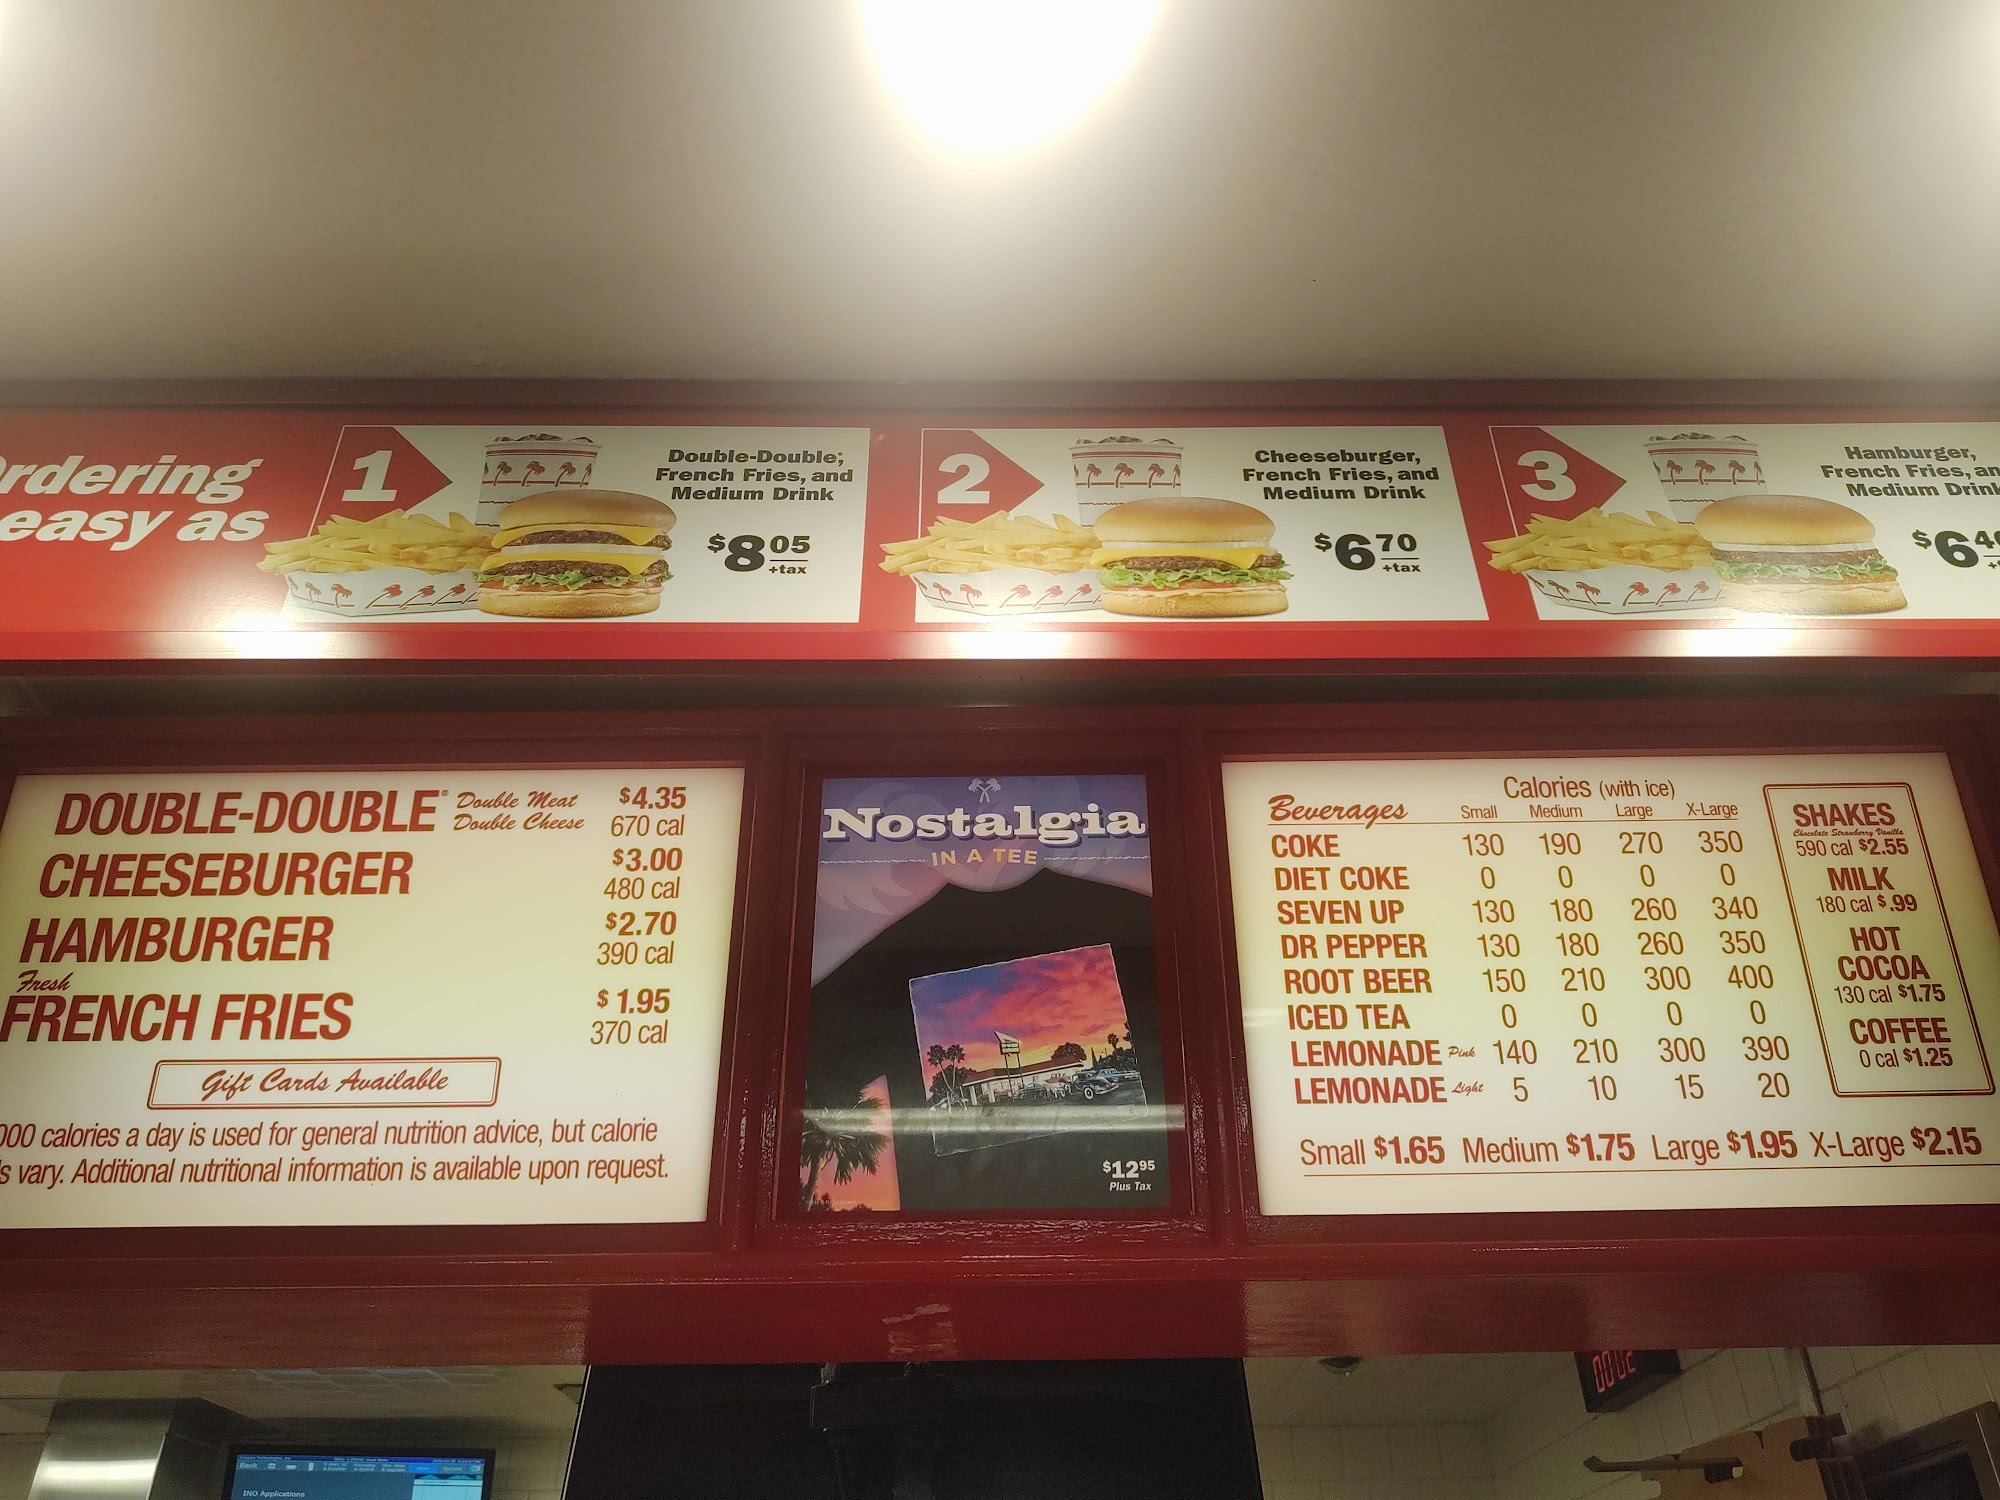 rdering
easy as
1
Double-Double,
French Fries, and
Medium Drink
$8 05
+tax
2
Cheeseburger,
French Fries, and
Medium Drink
$6 70
+tax
3
Hamburger,
French Fries, an
Medium Drink
$6 40
DOUBLE-DOUBLE® Double Meat Double Cheese $4.35
670 cal
CHEESEBURGER $3.00
480 cal
HAMBURGER $2.70
390 cal
Fresh
FRENCH FRIES $1.95
370 cal
Gift Cards Available
000 calories a day is used for general nutrition advice, but calorie
s vary. Additional nutritional information is available upon request.
Nostalgia
IN A TEE
$12 95
Plus Tax
Calories (with ice)
Beverages Small Medium Large X-Large
COKE 130 190 270 350
DIET COKE 0 0 0 0
SEVEN UP 130 180 260 340
DR PEPPER 130 180 260 350
ROOT BEER 150 210 300 400
ICED TEA 0 0 0 0
LEMONADE Pink 140 210 300 390
LEMONADE Light 5 10 15 20
Small $1.65 Medium $1.75 Large $1.95 X-Large $2.15
SHAKES
Chocolate Strawberry Vanilla
590 cal $2.55
MILK
180 cal $.99
HOT
COCOA
130 cal $1.75
COFFEE
0 cal $1.25
Back
INO Applications